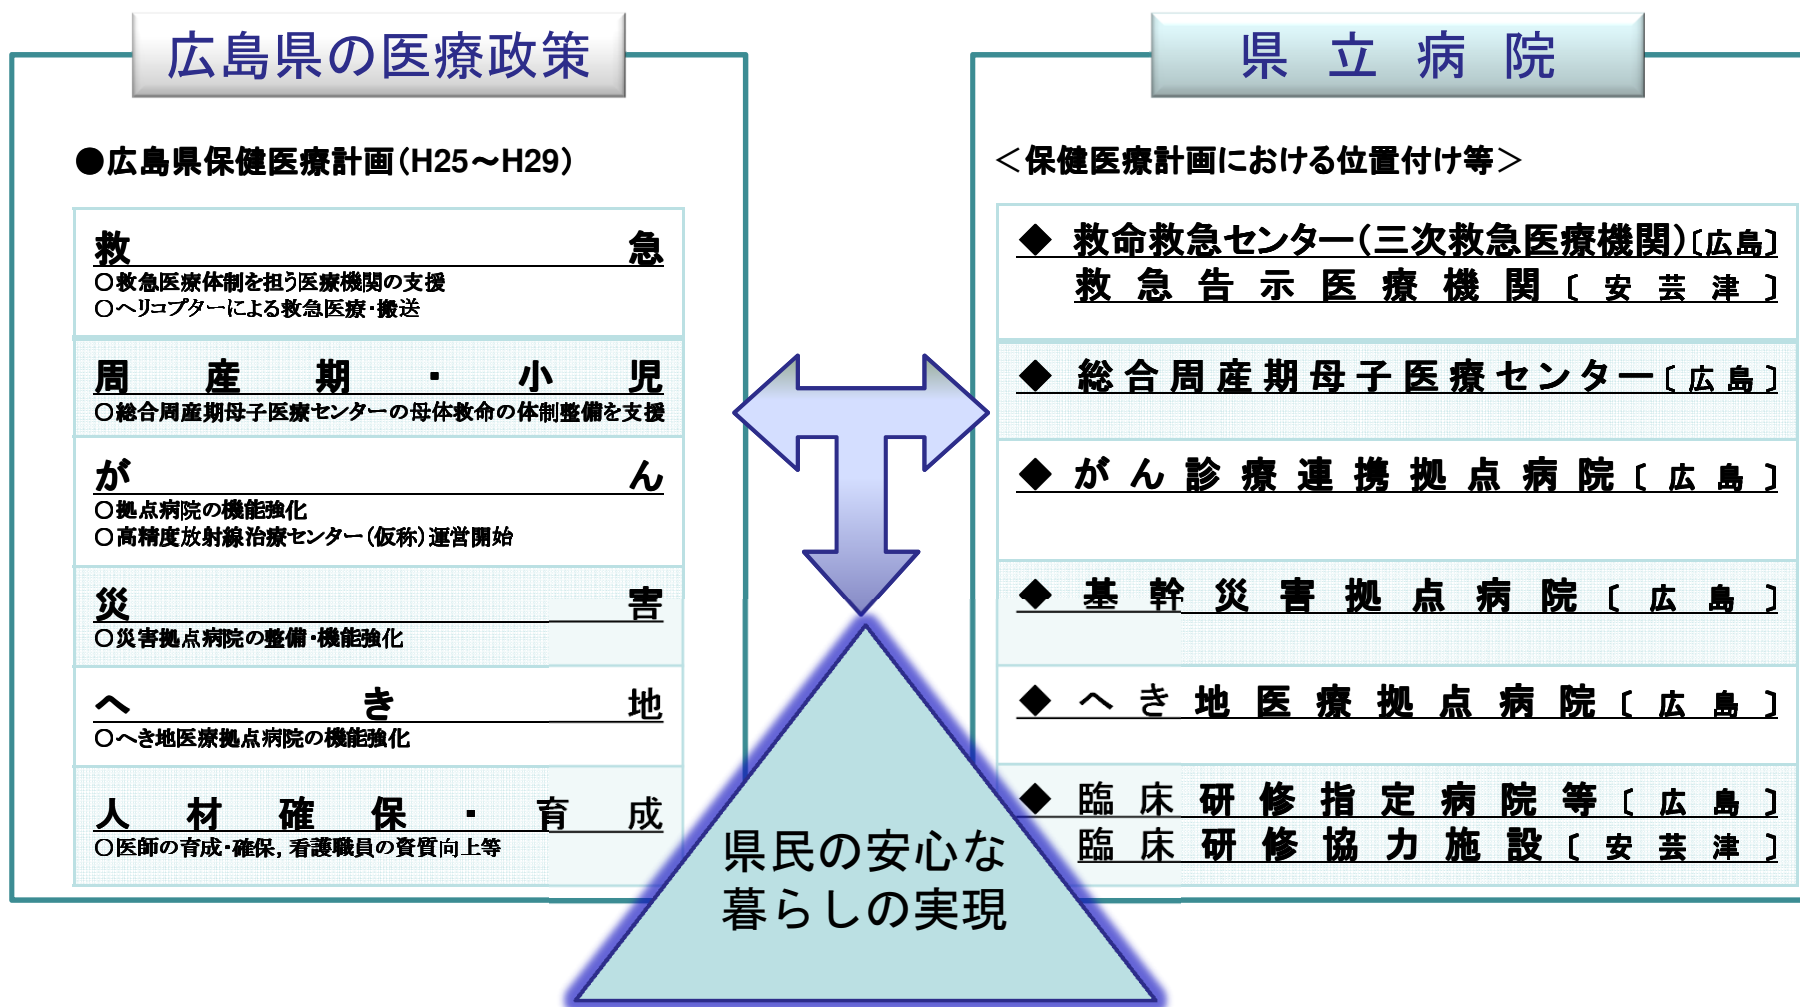 広島県の医療政策
●広島県保健医療計画(H25～H29)
救急
○救急医療体制を担う医療機関の支援
○ヘリコプターによる救急医療・搬送
周産期・小児
○総合周産期母子医療センターの母体救命の体制整備を支援
がん
○拠点病院の機能強化
○高精度放射線治療センター(仮称)運営開始
災害
○災害拠点病院の整備・機能強化
へき地
○へき地医療拠点病院の機能強化
人材確保・育成
○医師の育成・確保,看護職員の資質向上等
県立病院
＜保健医療計画における位置付け等＞
◆ 救命救急センター(三次救急医療機関)〔広島〕
救急告示医療機関〔安芸津〕
◆ 総合周産期母子医療センター〔広島〕
◆ がん診療連携拠点病院〔広島〕
◆ 基幹災害拠点病院〔広島〕
◆ へき地医療拠点病院〔広島〕
◆ 臨床研修指定病院等〔広島〕
臨床研修協力施設〔安芸津〕
県民の安心な
暮らしの実現